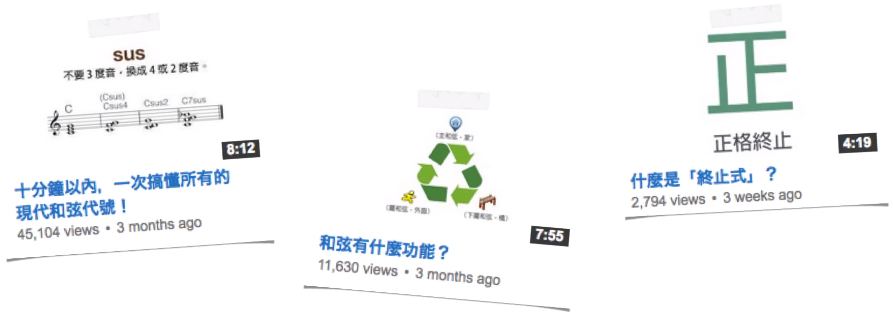 sus
不要 3 度音，換成 4 或 2 度音。
C
(Csus)
Csus4
Csus2
C7sus
8:12
十分鐘以內，一次搞懂所有的
現代和弦代號！
45,104 views • 3 months ago
（主和弦 - 家）
（屬和弦 - 外面）
（下屬和弦 - 橋）
7:55
和弦有什麼功能？
11,630 views • 3 months ago
正
正格終止
4:19
什麼是「終止式」？
2,794 views • 3 weeks ago